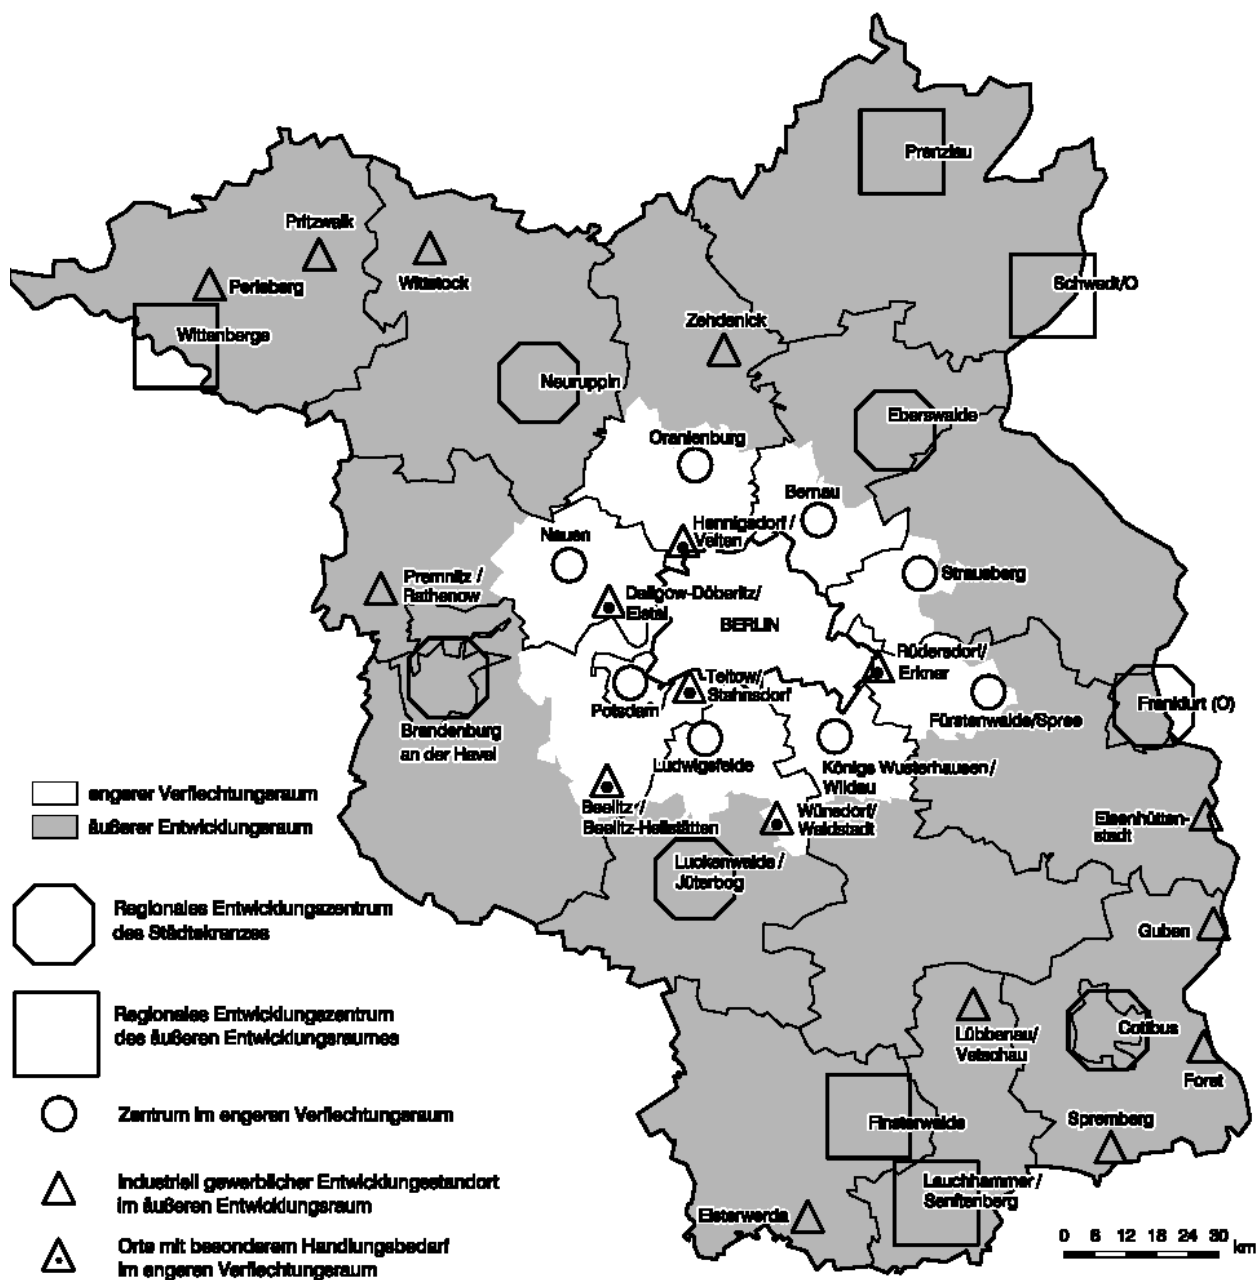 Prenzlau
Pritzwalk
Perleberg
Wittstock
Schwedt/O
Wittenberge
Zehdenick
Neuruppin
Eberswalde
Oranienburg
Bernau
Hennigsdorf /
Velten
Nauen
Strausberg
Premnitz /
Rathenow
Dallgow-Döberitz/
Elstal
BERLIN
Rüdersdorf/
Erkner
Teltow/
Stahnsdorf
Potsdam
Frankfurt (O)
Fürstenwalde/Spree
Brandenburg
an der Havel
Ludwigsfelde
Königs Wusterhausen /
Wildau
engerer Verflechtungsraum
äußerer Entwicklungsraum
Beelitz /
Beelitz-Heilstätten
Wünsdorf/
Waldstadt
Eisenhütten-
stadt
Luckenwalde /
Jüterbog
Regionales Entwicklungszentrum
des Städtekranzes
Guben
Regionales Entwicklungszentrum
des äußeren Entwicklungsraumes
Lübbenau/
Vetschau
Cottbus
Forst
Zentrum im engeren Verflechtungsraum
Finsterwalde
Spremberg
Industriell gewerblicher Entwicklungsstandort
im äußeren Entwicklungsraum
Lauchhammer /
Senftenberg
Elsterwerda
Orte mit besonderem Handlungsbedarf
im engeren Verflechtungsraum
0 6 12 18 24 30
km